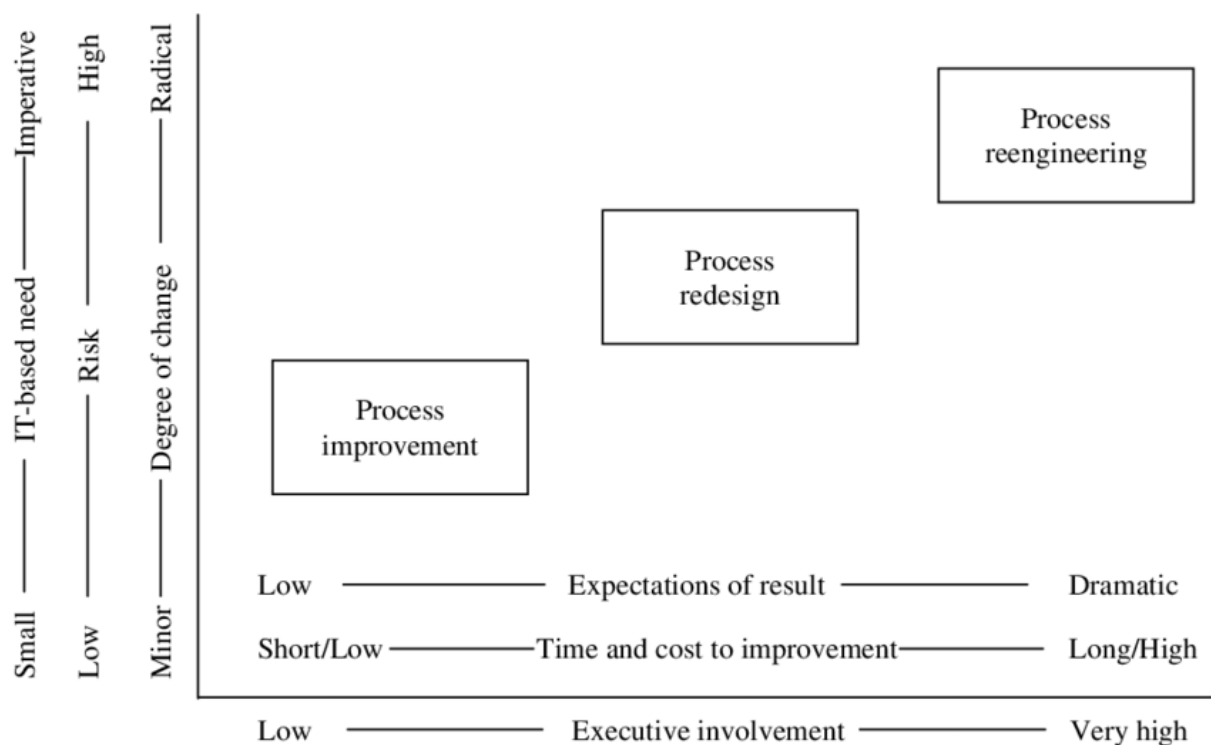 Small IT-based need Imperative
Low Risk High
Minor Degree of change Radical
Process
reengineering
Process
redesign
Process
improvement
Low Expectations of result Dramatic
Short/Low Time and cost to improvement Long/High
Low Executive involvement Very high